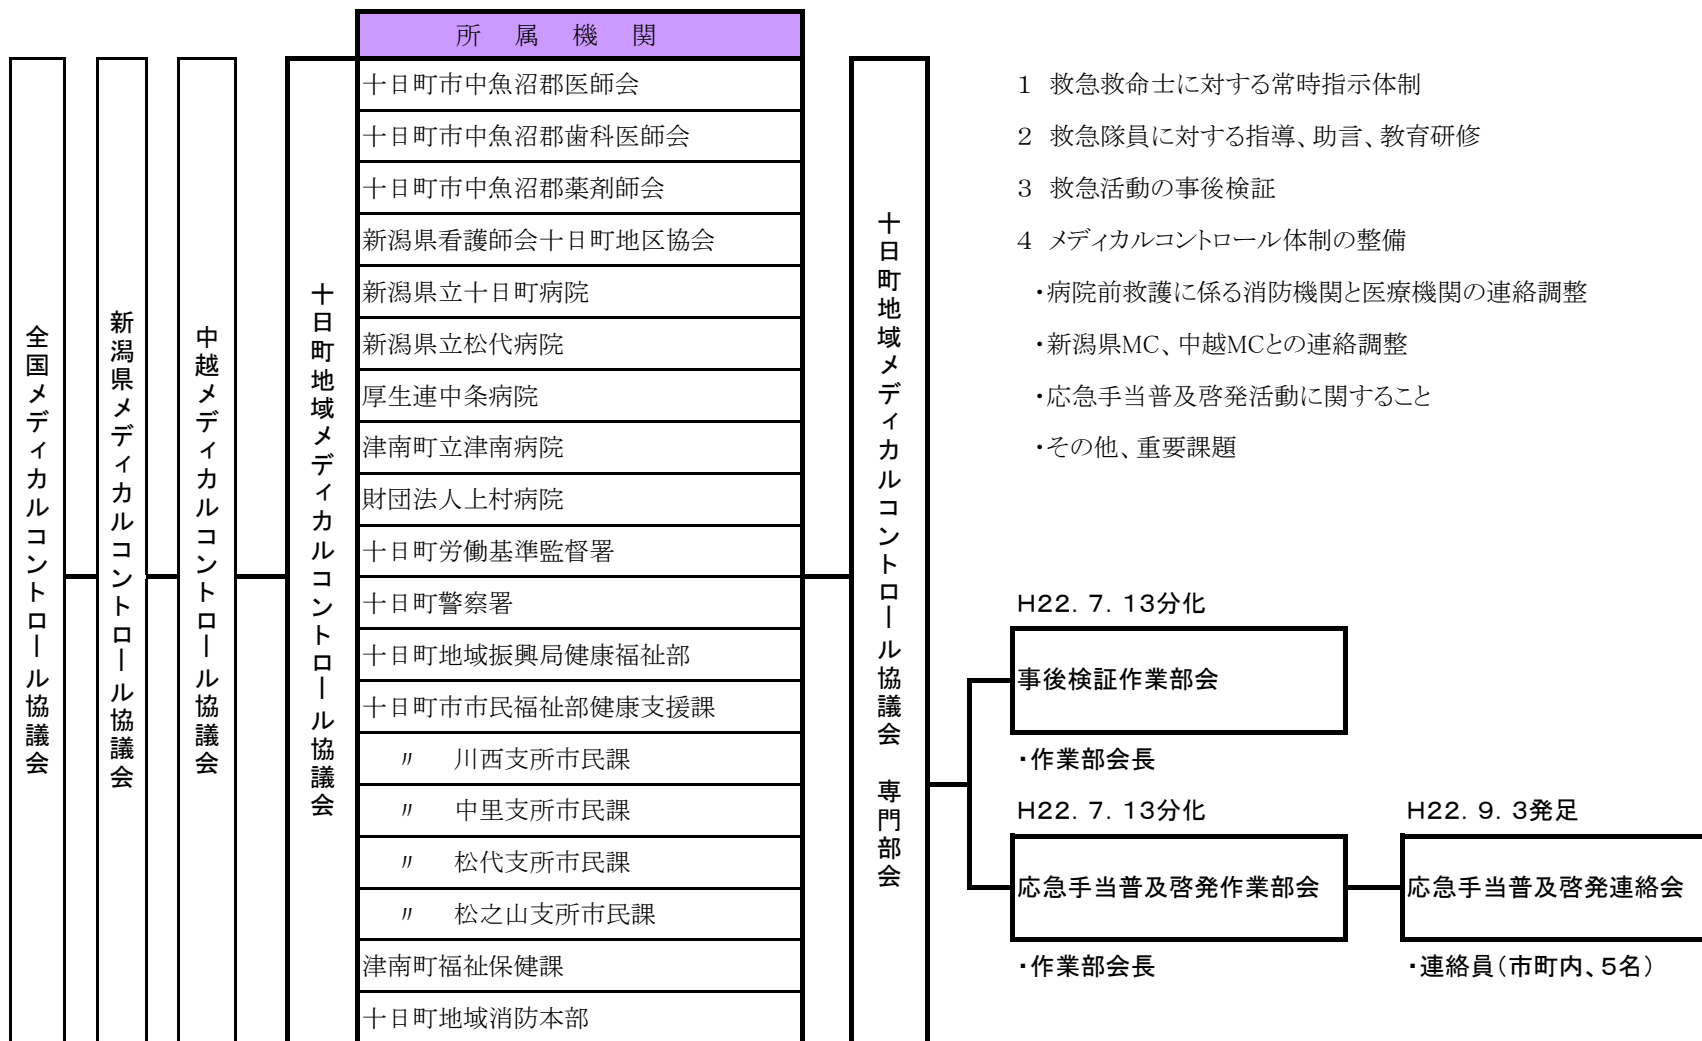 全国メディカルコントロール協議会
新潟県メディカルコントロール協議会
中越メディカルコントロール協議会
十日町地域メディカルコントロール協議会
所属機関
十日町市中魚沼郡医師会
十日町市中魚沼郡歯科医師会
十日町市中魚沼郡薬剤師会
新潟県看護師会十日町地区協会
新潟県立十日町病院
新潟県立松代病院
厚生連中条病院
津南町立津南病院
財団法人上村病院
十日町労働基準監督署
十日町警察署
十日町地域振興局健康福祉部
十日町市市民福祉部健康支援課
〃 川西支所市民課
〃 中里支所市民課
〃 松代支所市民課
〃 松之山支所市民課
津南町福祉保健課
十日町地域消防本部
十日町地域メディカルコントロール協議会 専門部会
1 救急救命士に対する常時指示体制
2 救急隊員に対する指導、助言、教育研修
3 救急活動の事後検証
4 メディカルコントロール体制の整備
・病院前救護に係る消防機関と医療機関の連絡調整
・新潟県MC、中越MCとの連絡調整
・応急手当普及啓発活動に関すること
・その他、重要課題
H22.7.13分化
事後検証作業部会
・作業部会長
H22.7.13分化
応急手当普及啓発作業部会
・作業部会長
H22.9.3発足
応急手当普及啓発連絡会
・連絡員(市町内、5名)